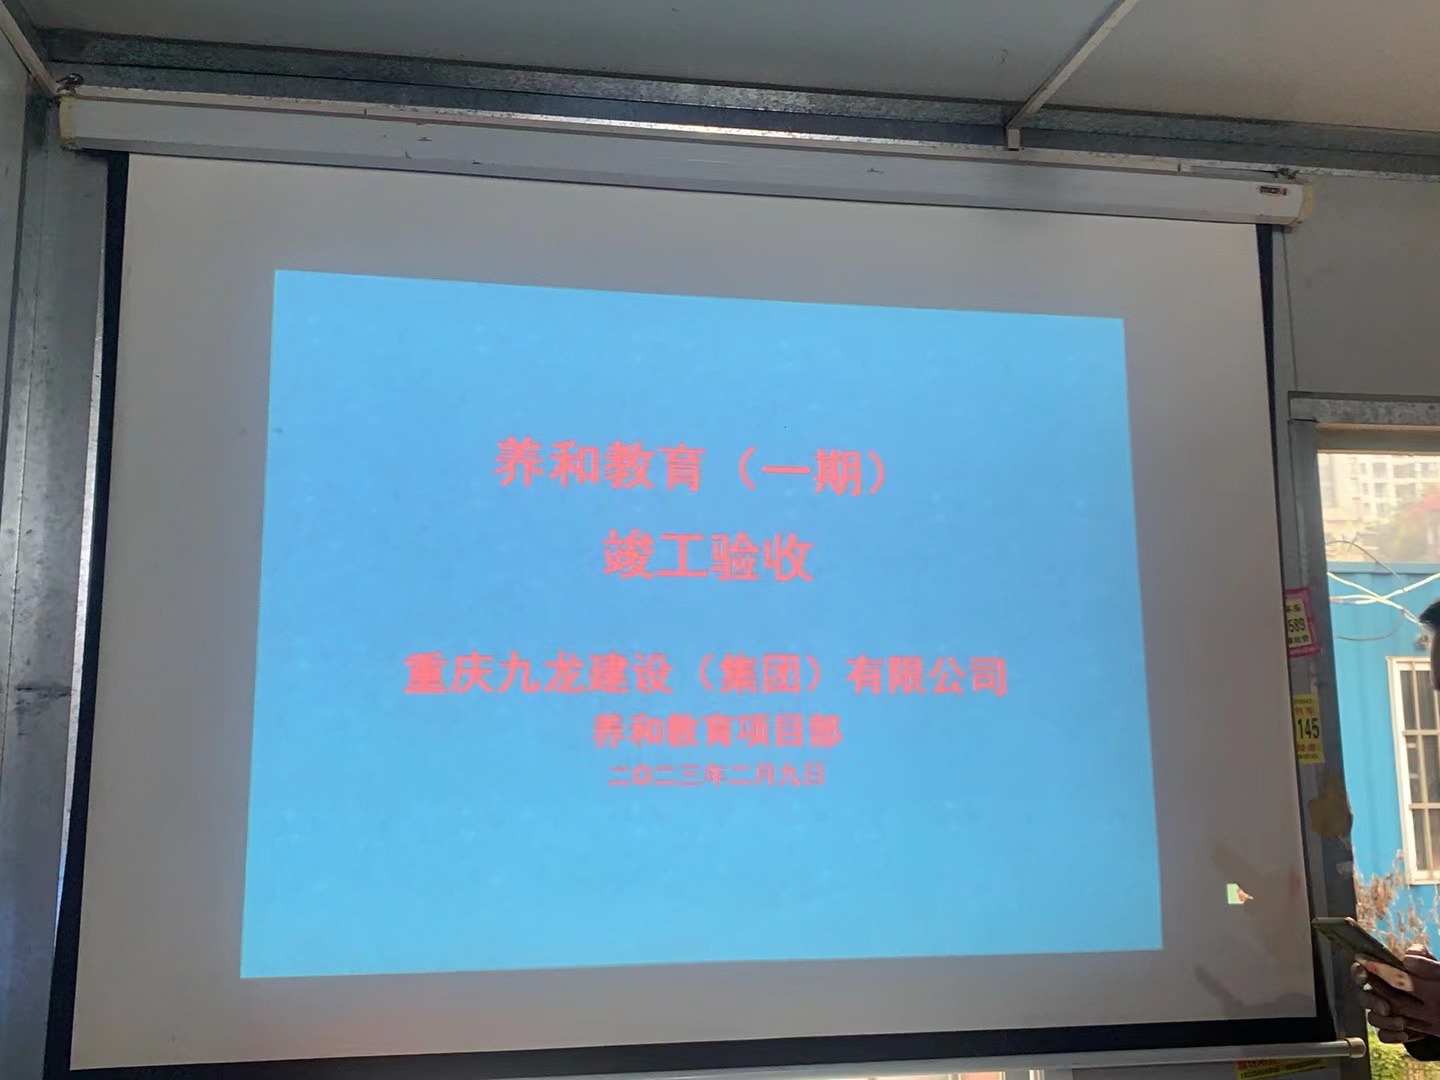 养和教育（一期）
竣工验收
重庆九龙建设（集团）有限公司
养和教育项目部
二〇二三年二月九日
589
145